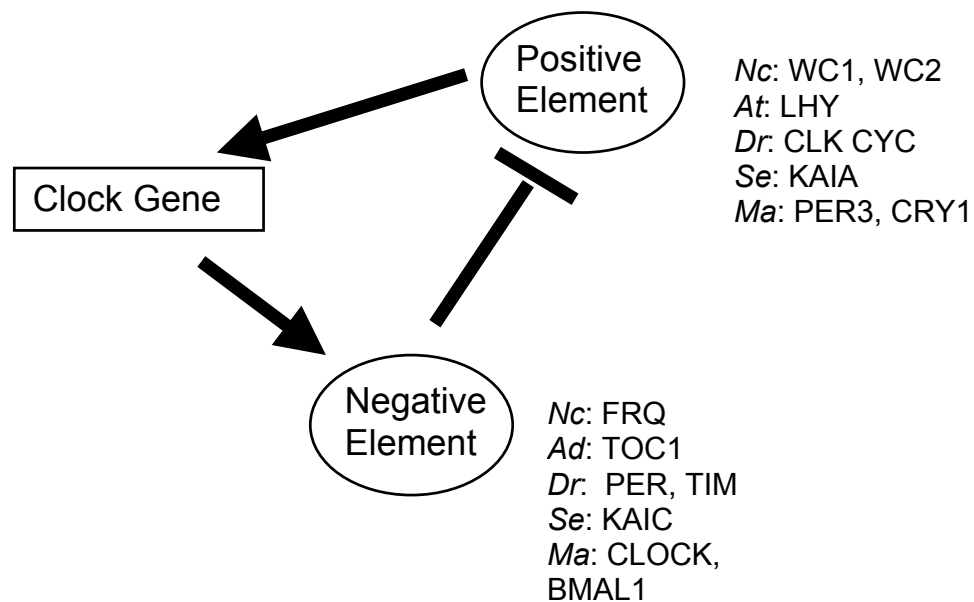 Positive
Element
Nc: WC1, WC2
At: LHY
Dr: CLK CYC
Se: KAIA
Ma: PER3, CRY1
Clock Gene
Negative
Element
Nc: FRQ
Ad: TOC1
Dr: PER, TIM
Se: KAIC
Ma: CLOCK,
BMAL1